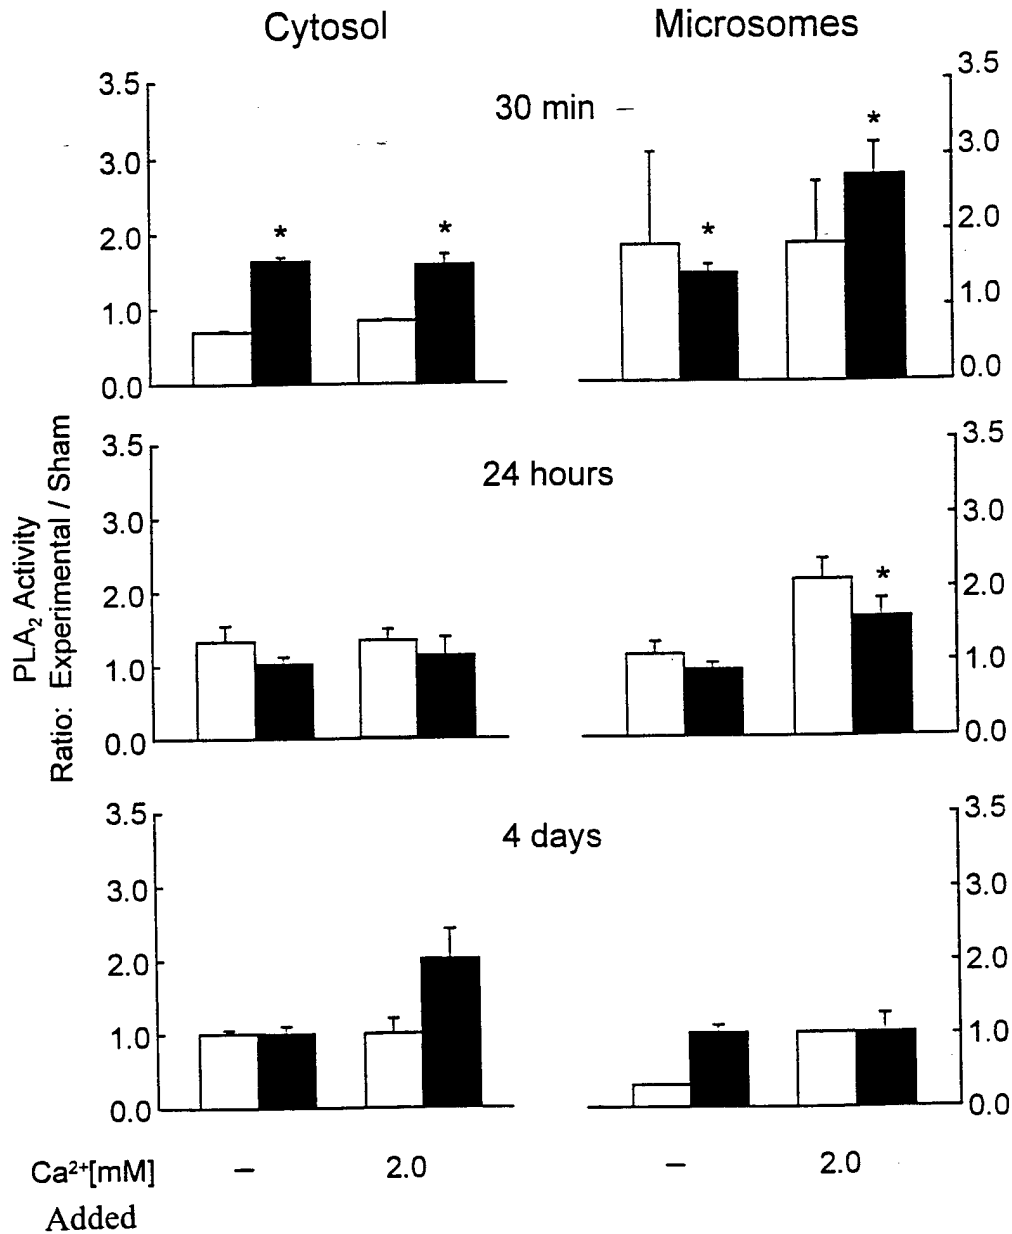 Cytosol Microsomes
30 min
3.5 3.5
3.0 3.0
* *
* *
2.0 2.0
1.0 1.0
0.0 0.0
24 hours
3.5 3.5
3.0 3.0
*
2.0 2.0
1.0 1.0
0.0 0.0
4 days
3.5 3.5
3.0 3.0
2.0 2.0
1.0 1.0
0.0 0.0
PLA₂ Activity
Ratio: Experimental / Sham
Ca²⁺[mM] – 2.0 – 2.0
Added